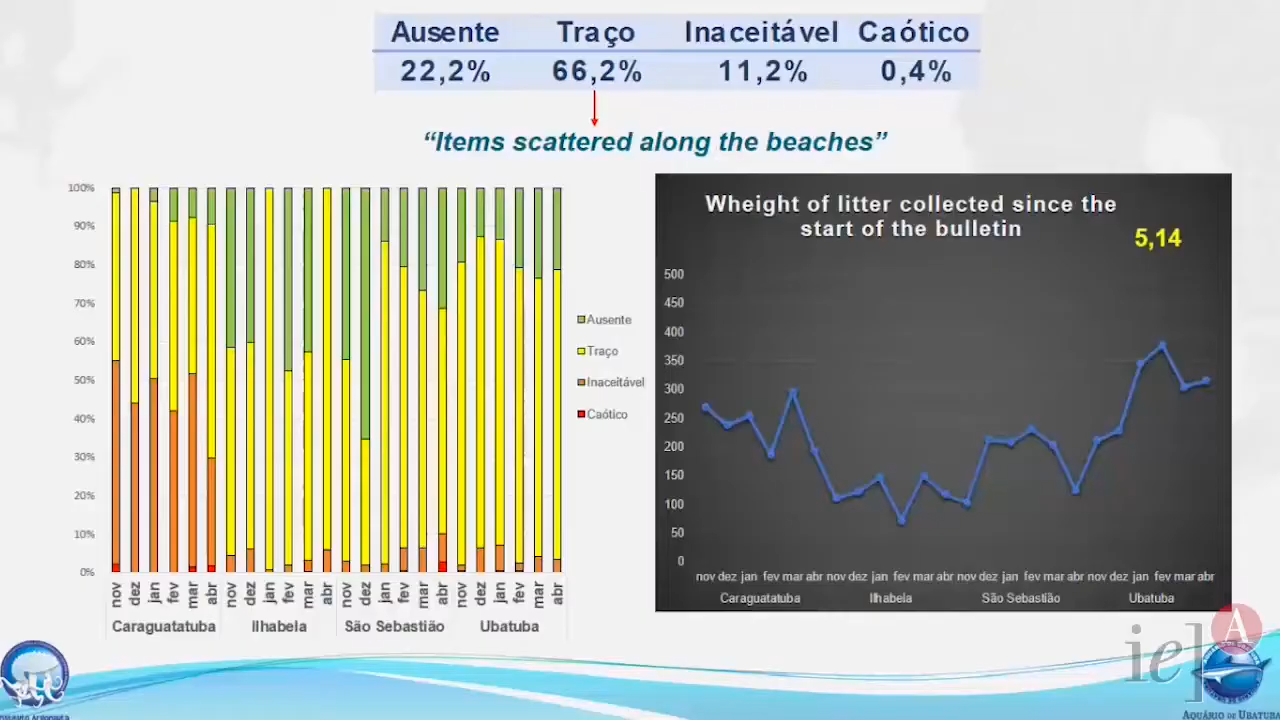 Ausente Traço Inaceitável Caótico
22,2% 66,2% 11,2% 0,4%
“Items scattered along the beaches”
100%
90%
80%
70%
60%
50%
40%
30%
20%
10%
0%
nov dez jan fev mar abr nov dez jan fev mar abr nov dez jan fev mar abr nov dez jan fev mar abr
Caraguatatuba Ilhabela São Sebastião Ubatuba
Ausente
Traço
Inaceitável
Caótico
Wheight of litter collected since the
start of the bulletin
5,14
500
450
400
350
300
250
200
150
100
50
0
nov dez jan fev mar abr nov dez jan fev mar abr nov dez jan fev mar abr nov dez jan fev mar abr
Caraguatatuba Ilhabela São Sebastião Ubatuba
ie]A
Aquário de Ubatuba